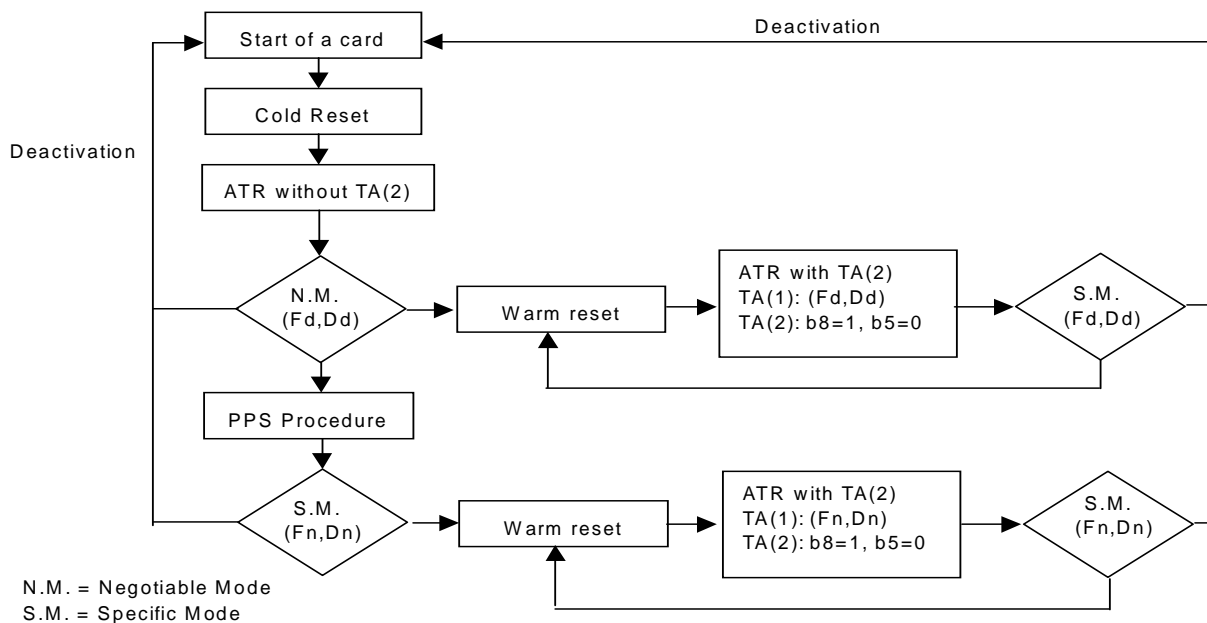 Start of a card
Deactivation
Cold Reset
Deactivation
ATR without TA(2)
N.M.
(Fd,Dd)
Warm reset
ATR with TA(2)
TA(1): (Fd,Dd)
TA(2): b8=1, b5=0
S.M.
(Fd,Dd)
PPS Procedure
S.M.
(Fn,Dn)
Warm reset
ATR with TA(2)
TA(1): (Fn,Dn)
TA(2): b8=1, b5=0
S.M.
(Fn,Dn)
N.M. = Negotiable Mode
S.M. = Specific Mode